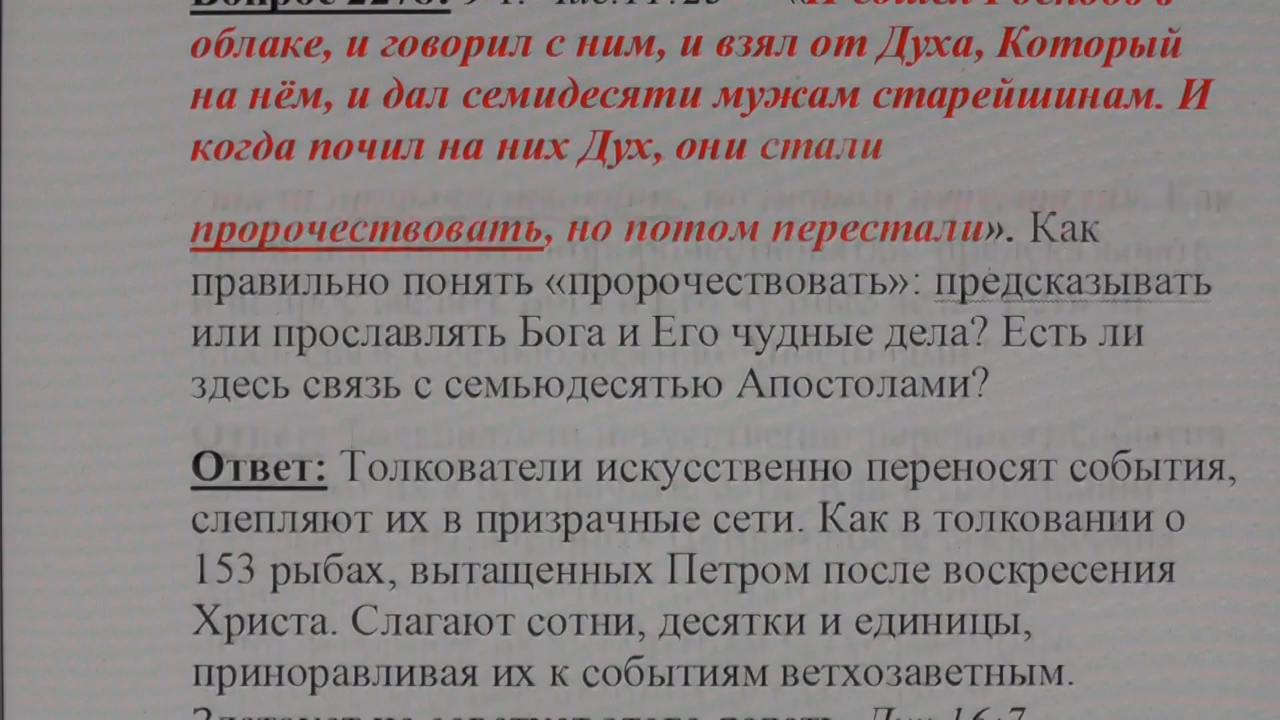 облаке, и говорил с ним, и взял от Духа, Который
на нём, и дал семидесяти мужам старейшинам. И
когда почил на них Дух, они стали
пророчествовать, но потом перестали». Как
правильно понять «пророчествовать»: предсказывать
или прославлять Бога и Его чудные дела? Есть ли
здесь связь с семьюдесятью Апостолами?
Ответ: Толкователи искусственно переносят события,
слепляют их в призрачные сети. Как в толковании о
153 рыбах, вытащенных Петром после воскресения
Христа. Слагают сотни, десятки и единицы,
приноравливая их к событиям ветхозаветным.